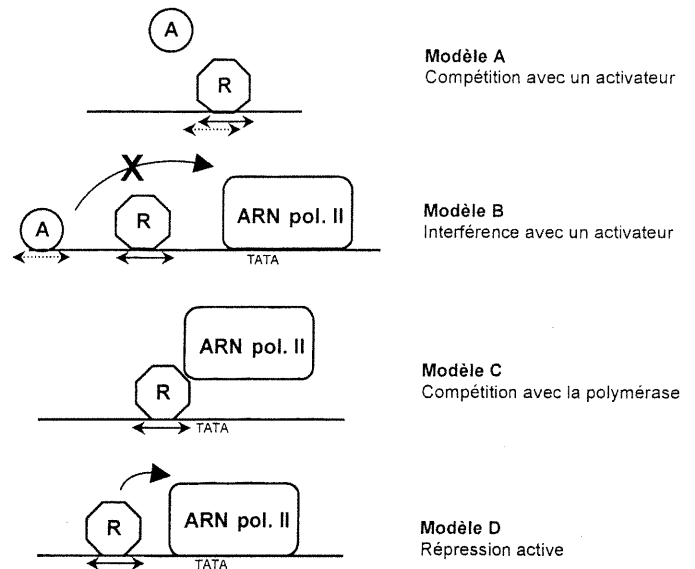 A
R
Modèle A
Compétition avec un activateur
X
A
R
ARN pol. II
TATA
Modèle B
Interférence avec un activateur
ARN pol. II
R
TATA
Modèle C
Compétition avec la polymérase
R
ARN pol. II
TATA
Modèle D
Répression active